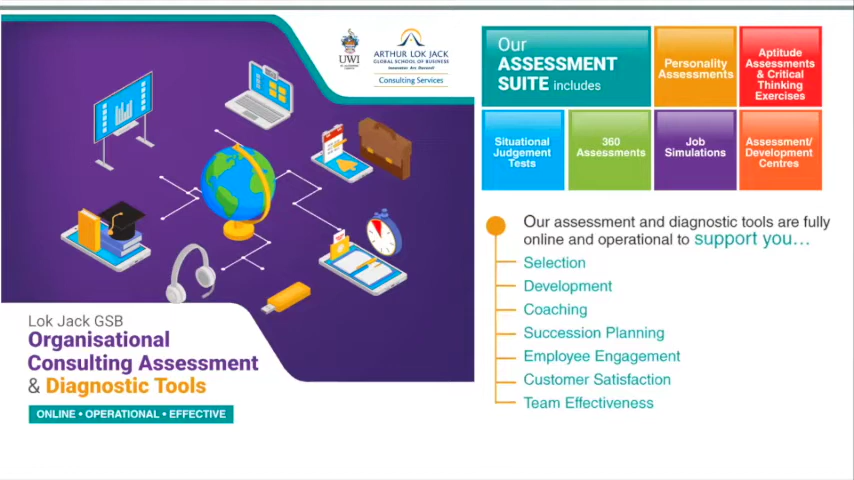 UWI
ARTHUR LOK JACK
GLOBAL SCHOOL OF BUSINESS
Consulting Services
Lok Jack GSB
Organisational
Consulting Assessment
& Diagnostic Tools
ONLINE • OPERATIONAL • EFFECTIVE
Our
ASSESSMENT
SUITE includes
Personality
Assessments
Aptitude
Assessments
& Critical
Thinking
Exercises
Situational
Judgement
Tests
360
Assessments
Job
Simulations
Assessment/
Development
Centres
Our assessment and diagnostic tools are fully
online and operational to support you...
Selection
Development
Coaching
Succession Planning
Employee Engagement
Customer Satisfaction
Team Effectiveness